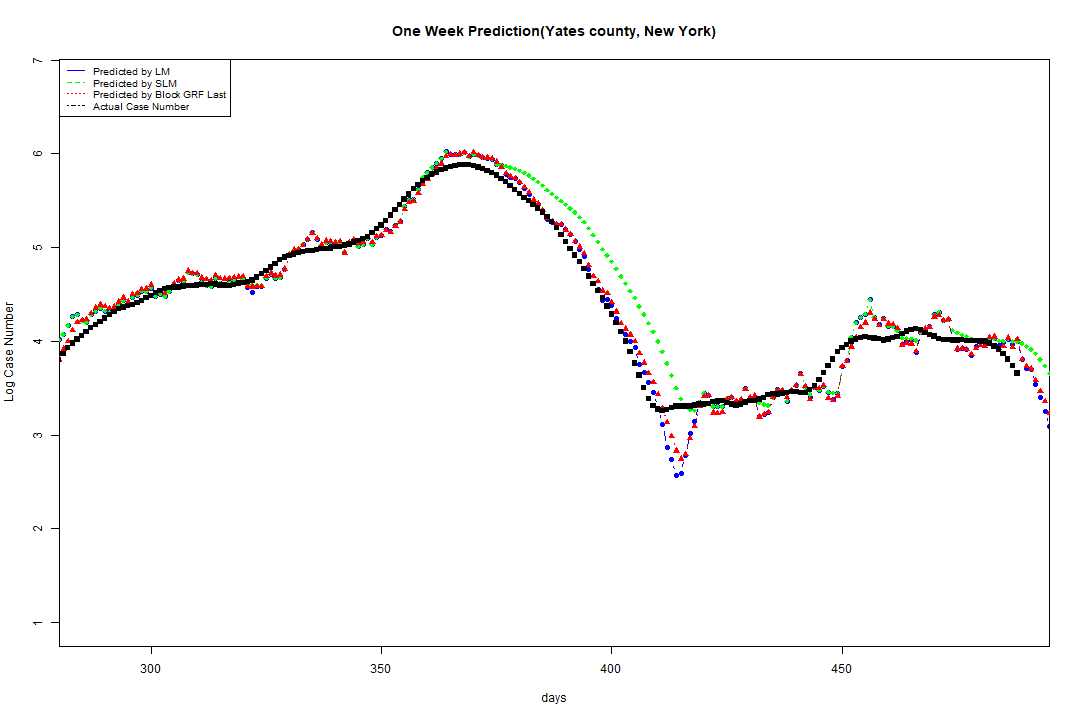 One Week Prediction(Yates county, New York)
Predicted by LM
Predicted by SLM
Predicted by Block GRF Last
Actual Case Number
7
6
5
4
3
2
1
Log Case Number
300
350
400
450
days